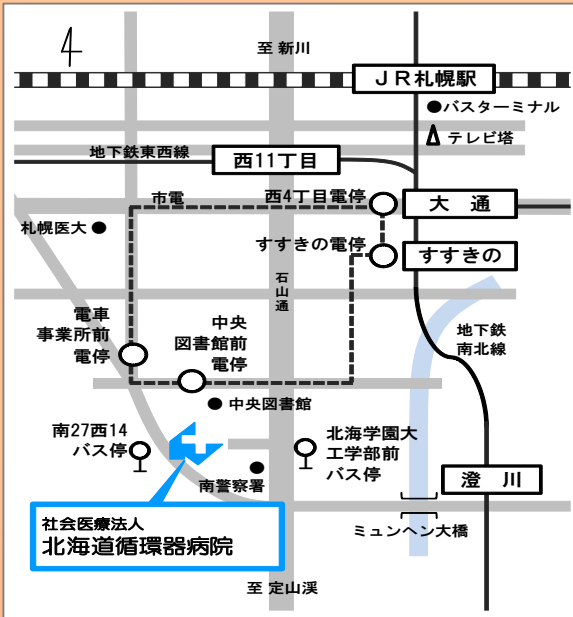 4
至 新川
ＪＲ札幌駅
バスターミナル
テレビ塔
地下鉄東西線
西11丁目
市電
西4丁目電停
大 通
札幌医大
すすきの電停
すすきの
石山通
電車
事業所前
電停
中央
図書館前
電停
地下鉄
南北線
中央図書館
南27西14
バス停
北海学園大
工学部前
バス停
南警察署
澄 川
社会医療法人
北海道循環器病院
ミュンヘン大橋
至 定山渓